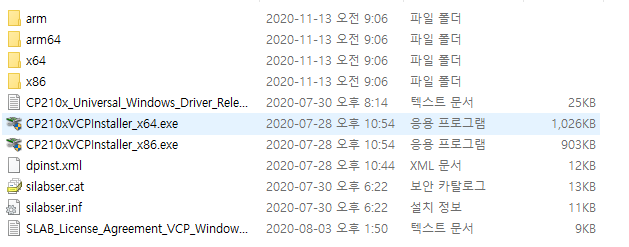 arm 2020-11-13 오전 9:06 파일 폴더
arm64 2020-11-13 오전 9:06 파일 폴더
x64 2020-11-13 오전 9:06 파일 폴더
x86 2020-11-13 오전 9:06 파일 폴더
CP210x_Universal_Windows_Driver_Rele... 2020-07-30 오후 8:14 텍스트 문서 25KB
CP210xVCPInstaller_x64.exe 2020-07-28 오후 10:54 응용 프로그램 1,026KB
CP210xVCPInstaller_x86.exe 2020-07-28 오후 10:54 응용 프로그램 903KB
dpinst.xml 2020-07-28 오후 10:44 XML 문서 12KB
silabser.cat 2020-07-30 오후 6:22 보안 카탈로그 13KB
silabser.inf 2020-07-30 오후 6:22 설치 정보 11KB
SLAB_License_Agreement_VCP_Window... 2020-08-03 오후 1:50 텍스트 문서 9KB